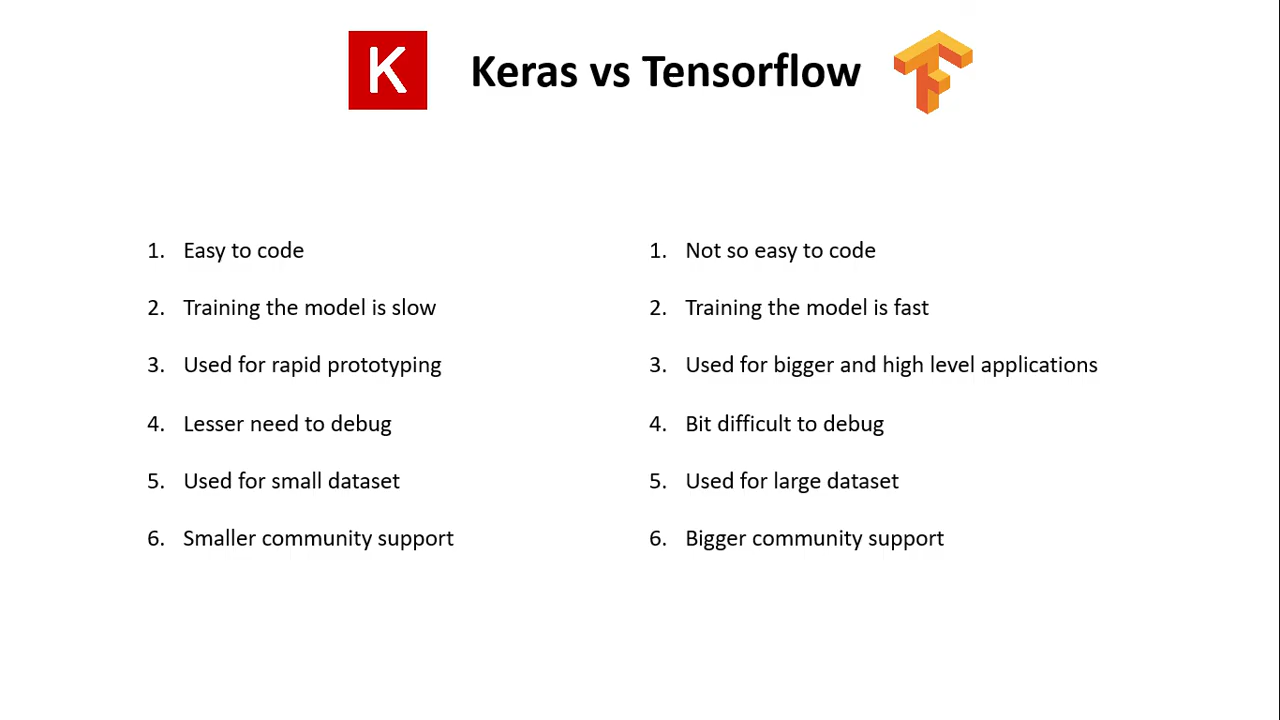 K
Keras vs Tensorflow
1. Easy to code
2. Training the model is slow
3. Used for rapid prototyping
4. Lesser need to debug
5. Used for small dataset
6. Smaller community support
1. Not so easy to code
2. Training the model is fast
3. Used for bigger and high level applications
4. Bit difficult to debug
5. Used for large dataset
6. Bigger community support